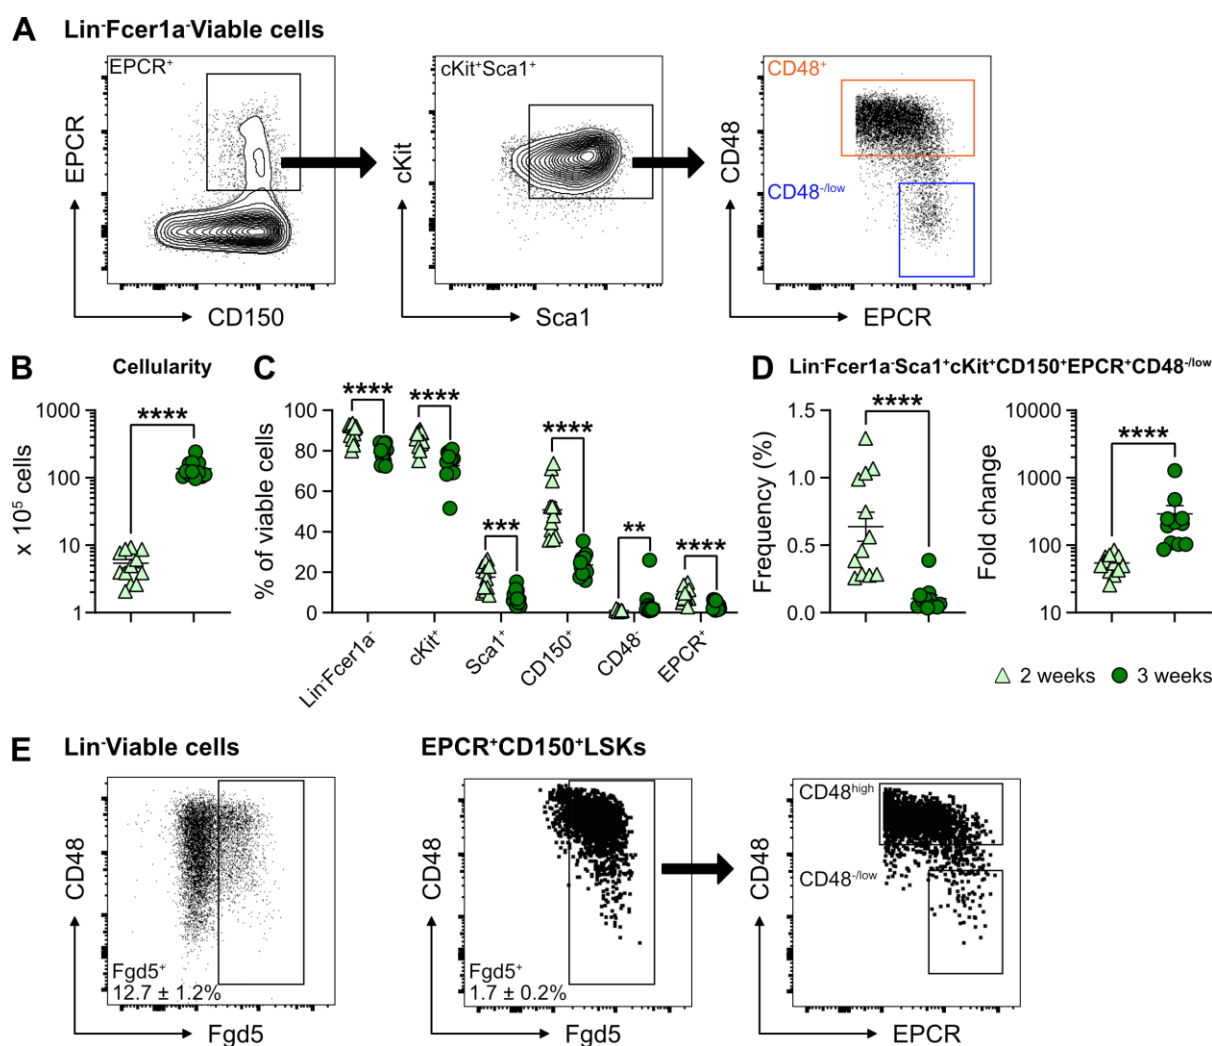 A Lin⁻Fcer1a⁻Viable cells
EPCR⁺
EPCR
CD150
cKit⁺Sca1⁺
cKit
Sca1
CD48⁺
CD48⁻/ˡᵒʷ
CD48
EPCR
B Cellularity
****
1000
100
10
1
x 10⁵ cells
C
**** **** *** **** ** ****
100
80
60
40
20
0
% of viable cells
Lin⁻Fcer1a⁻
cKit⁺
Sca1⁺
CD150⁺
CD48⁻
EPCR⁺
D Lin⁻Fcer1a⁻Sca1⁺cKit⁺CD150⁺EPCR⁺CD48⁻/ˡᵒʷ
****
1.5
1.0
0.5
0.0
Frequency (%)
****
10000
1000
100
10
Fold change
2 weeks 3 weeks
E Lin⁻Viable cells
CD48
Fgd5⁺
12.7 ± 1.2%
Fgd5
EPCR⁺CD150⁺LSKs
CD48
Fgd5⁺
1.7 ± 0.2%
Fgd5
CD48ʰⁱᵍʰ
CD48⁻/ˡᵒʷ
CD48
EPCR